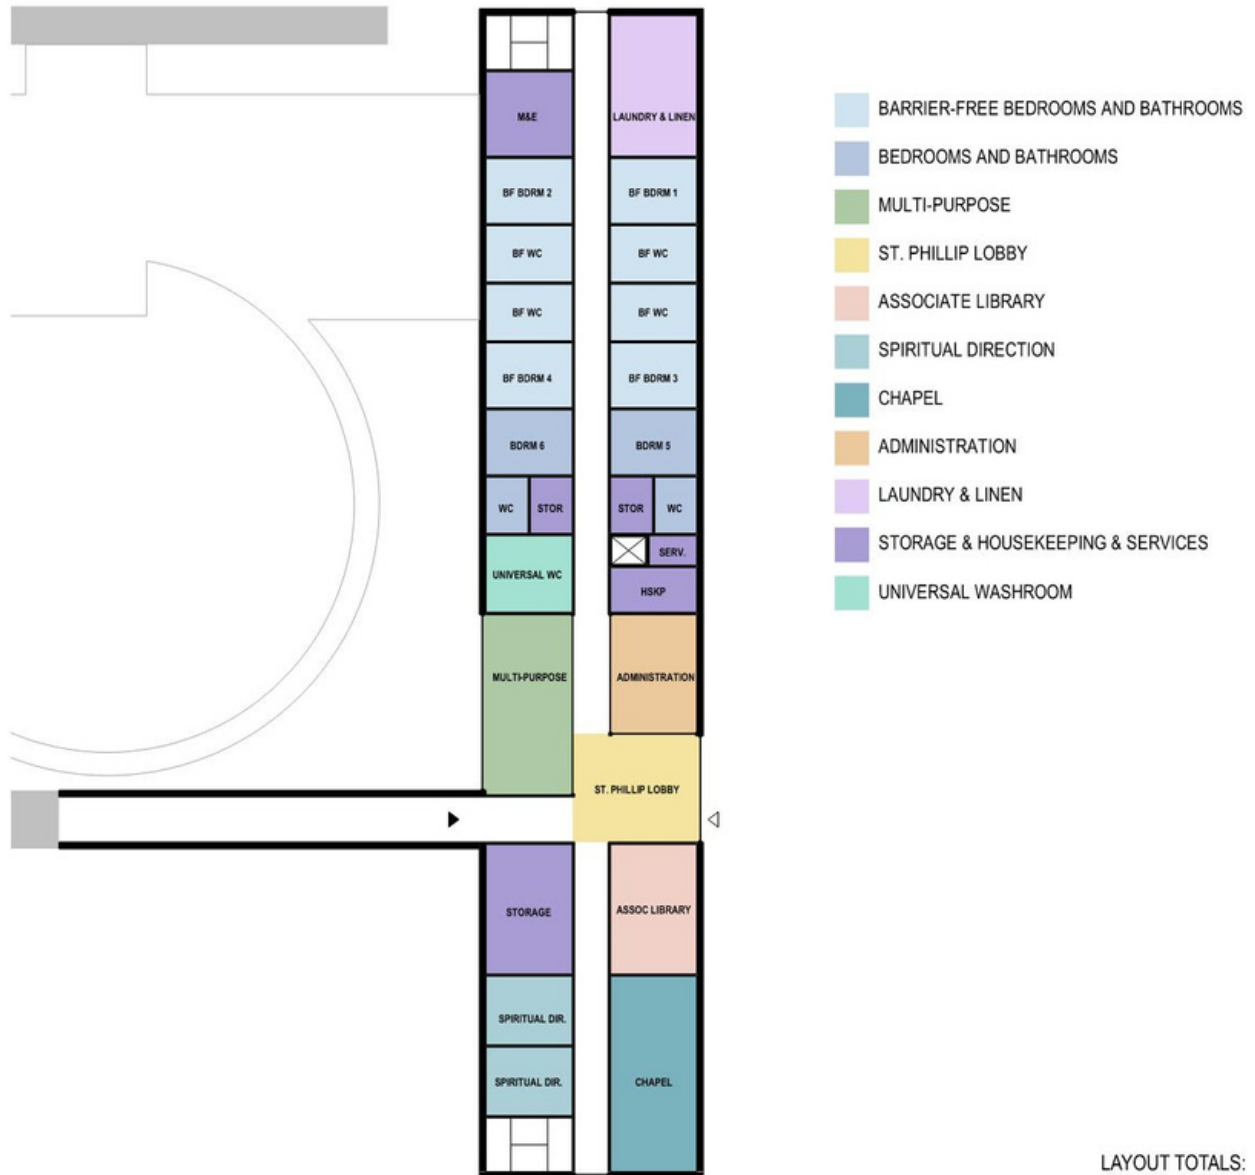 M&E
LAUNDRY & LINEN
BF BDRM 2
BF BDRM 1
BF WC
BF WC
BF WC
BF WC
BF BDRM 4
BF BDRM 3
BDRM 6
BDRM 5
WC
STOR
STOR
WC
SERV.
UNIVERSAL WC
HSKP
MULTI-PURPOSE
ADMINISTRATION
ST. PHILLIP LOBBY
STORAGE
ASSOC LIBRARY
SPIRITUAL DIR.
SPIRITUAL DIR.
CHAPEL
BARRIER-FREE BEDROOMS AND BATHROOMS
BEDROOMS AND BATHROOMS
MULTI-PURPOSE
ST. PHILLIP LOBBY
ASSOCIATE LIBRARY
SPIRITUAL DIRECTION
CHAPEL
ADMINISTRATION
LAUNDRY & LINEN
STORAGE & HOUSEKEEPING & SERVICES
UNIVERSAL WASHROOM
LAYOUT TOTALS: